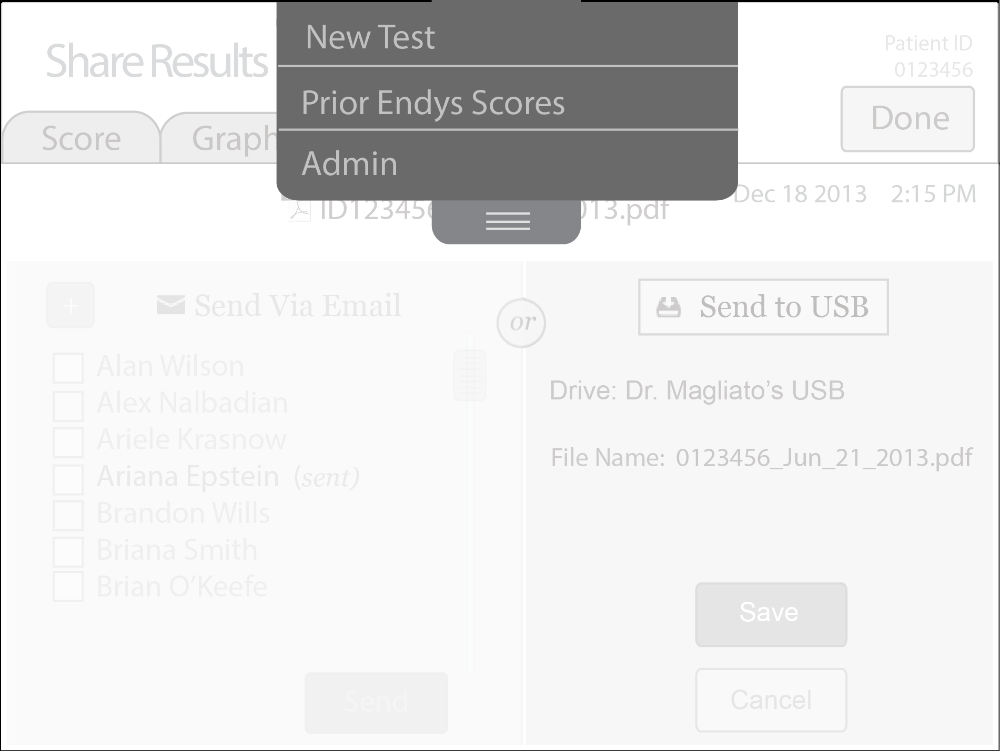 New Test
Share Results
Patient ID
0123456
Prior Endys Scores
Done
Score
Graph
Admin
Dec 18 2013 2:15 PM
ID123456 013.pdf
+
Send Via Email
or
Send to USB
Alan Wilson
Alex Nalbadian
Ariele Krasnow
Ariana Epstein (sent)
Brandon Wills
Briana Smith
Brian O’Keefe
Drive: Dr. Magliato’s USB
File Name: 0123456_Jun_21_2013.pdf
Save
Send
Cancel